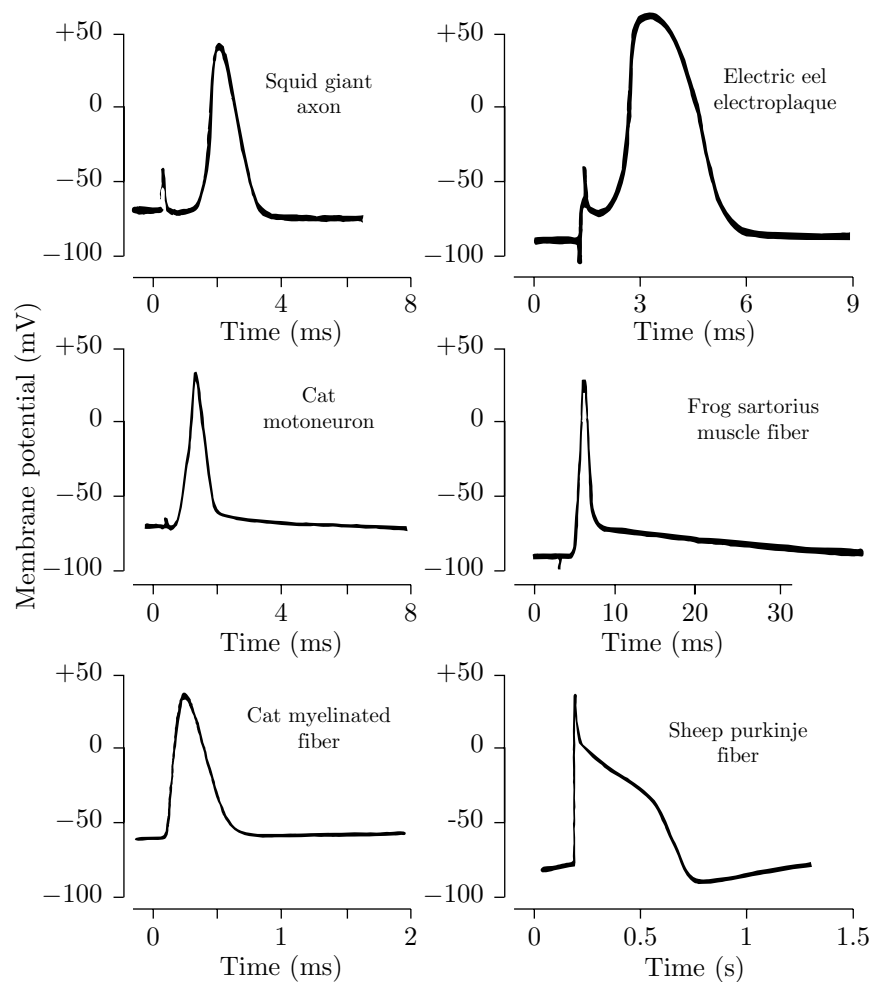 Membrane potential (mV)
+50
0
−50
−100
Squid giant
axon
0 4 8
Time (ms)
+50
0
−50
−100
Electric eel
electroplaque
0 3 6 9
Time (ms)
+50
0
−50
−100
Cat
motoneuron
0 4 8
Time (ms)
+50
0
−50
−100
Frog sartorius
muscle fiber
0 10 20 30
Time (ms)
+50
0
−50
−100
Cat myelinated
fiber
0 1 2
Time (ms)
+50
0
-50
−100
Sheep purkinje
fiber
0 0.5 1 1.5
Time (s)